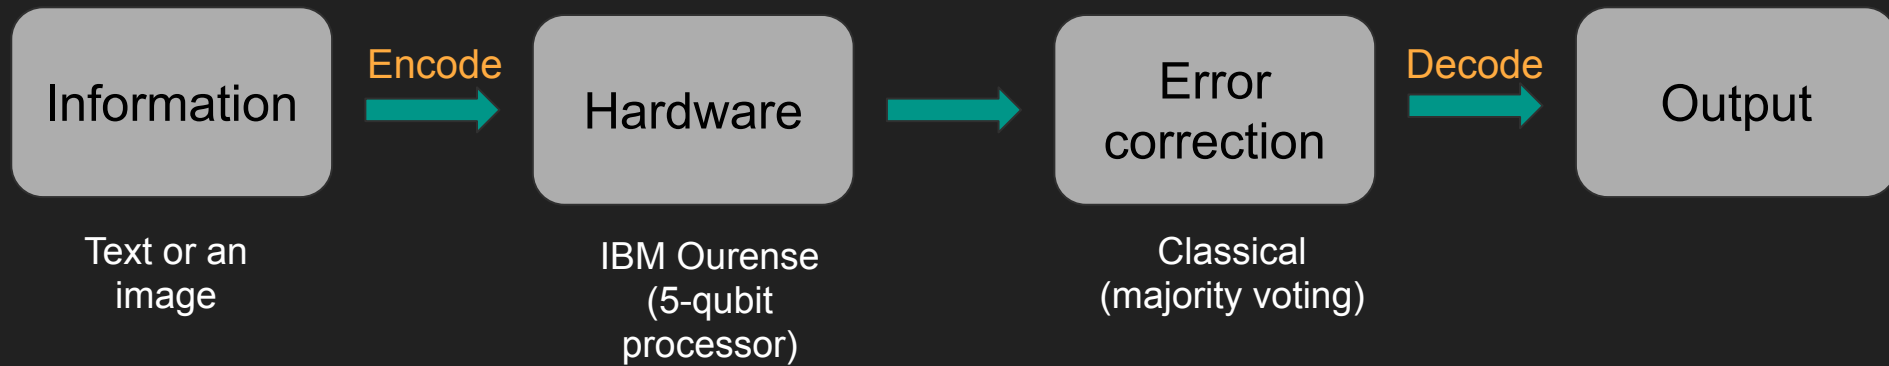 Information
Encode
Hardware
Error
correction
Decode
Output
Text or an
image
IBM Ourense
(5-qubit
processor)
Classical
(majority voting)